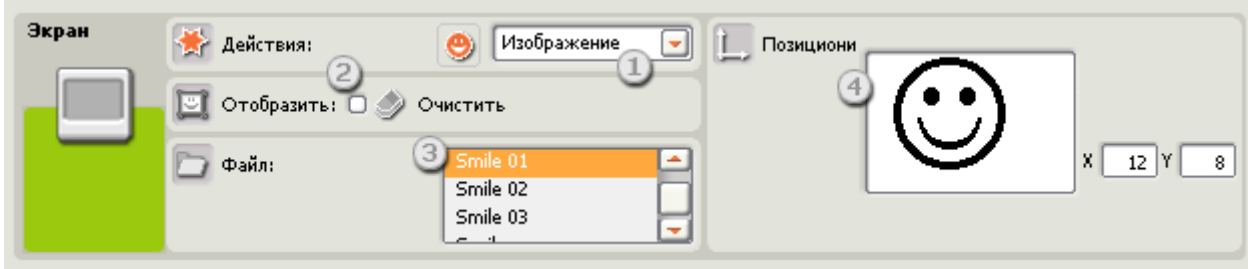 Экран
Действия:
Изображение
1
2
Отобразить:
Очистить
3
Файл:
Smile 01
Smile 02
Smile 03
Позициони
4
X 12 Y 8